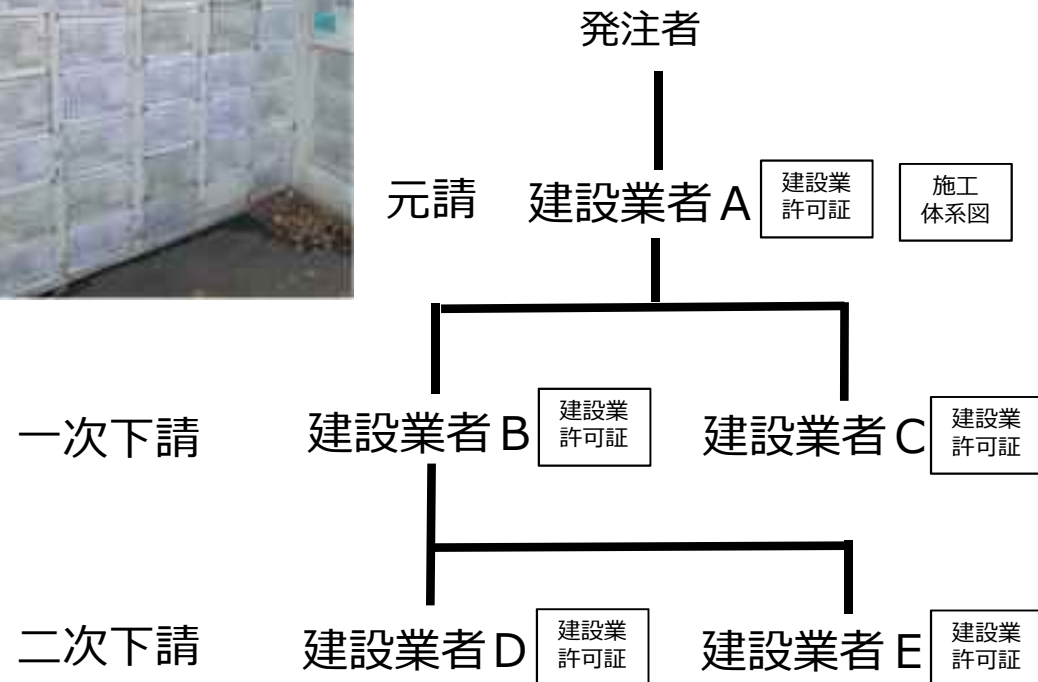 発注者
元請 建設業者A 建設業 許可証 施工 体系図
一次下請 建設業者B 建設業 許可証 建設業者C 建設業 許可証
二次下請 建設業者D 建設業 許可証 建設業者E 建設業 許可証